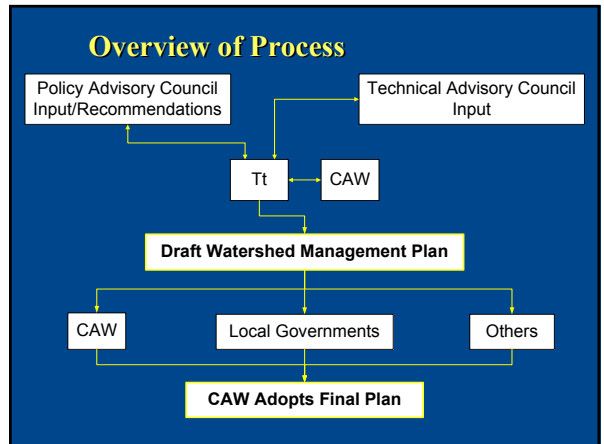 Overview of Process
Policy Advisory Council
Input/Recommendations
Technical Advisory Council
Input
Tt
CAW
Draft Watershed Management Plan
CAW
Local Governments
Others
CAW Adopts Final Plan